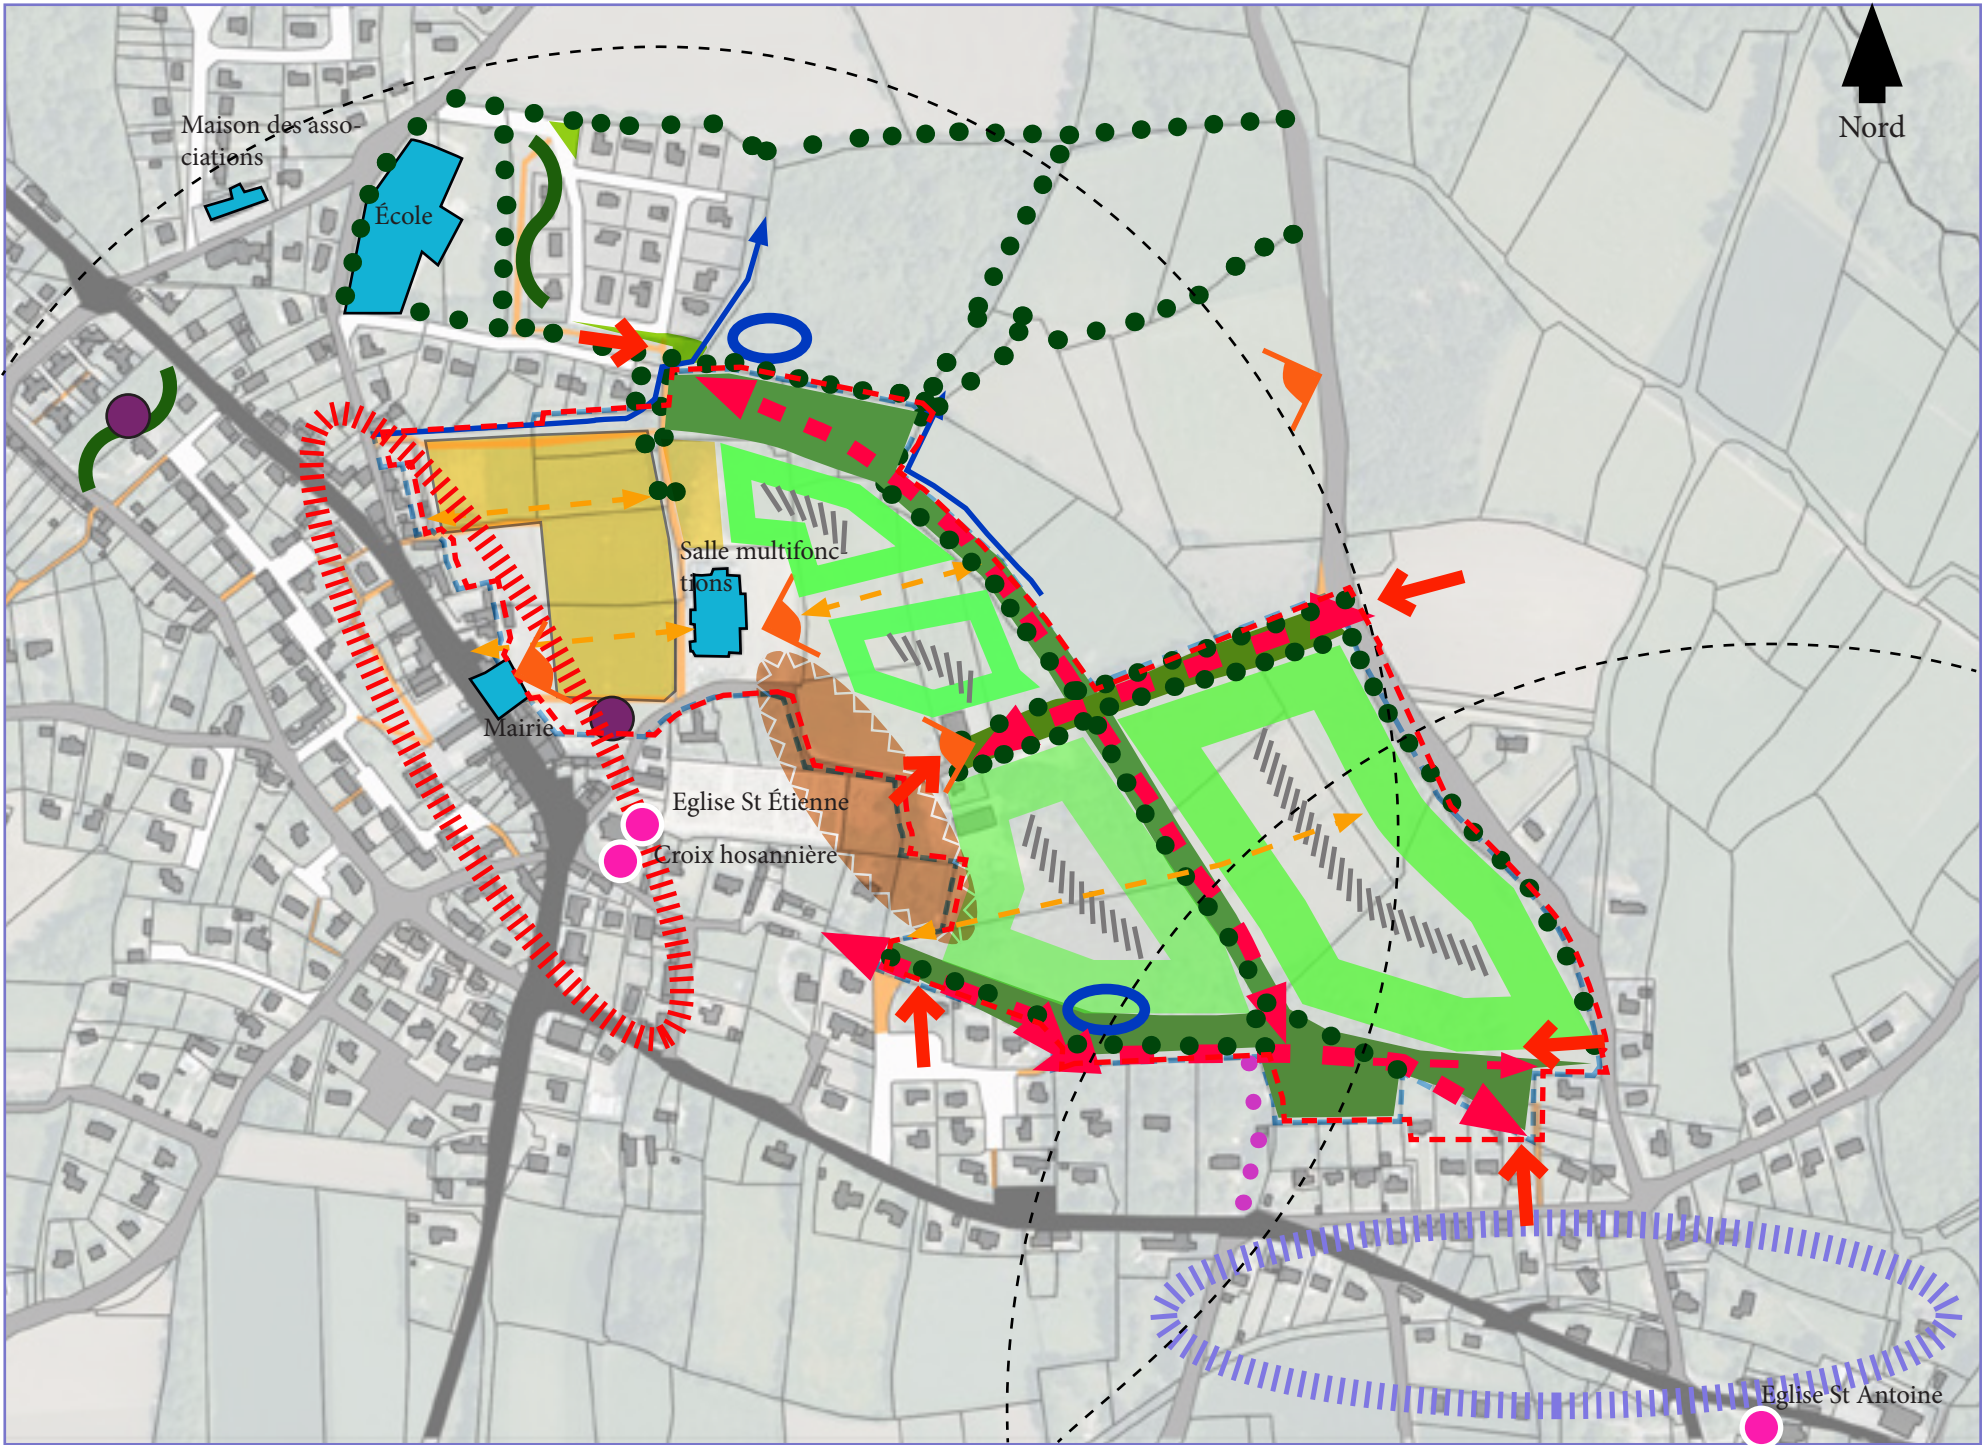 Maison des asso-
ciations
École
Nord
Salle multifonc-
tions
Mairie
Eglise St Étienne
Croix hosannière
Eglise St Antoine